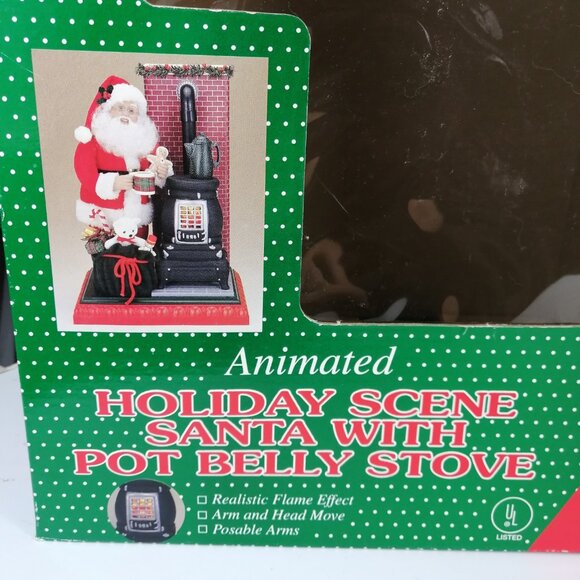 Animated
HOLIDAY SCENE
SANTA WITH
POT BELLY STOVE
Realistic Flame Effect
Arm and Head Move
Posable Arms
UL
LISTED